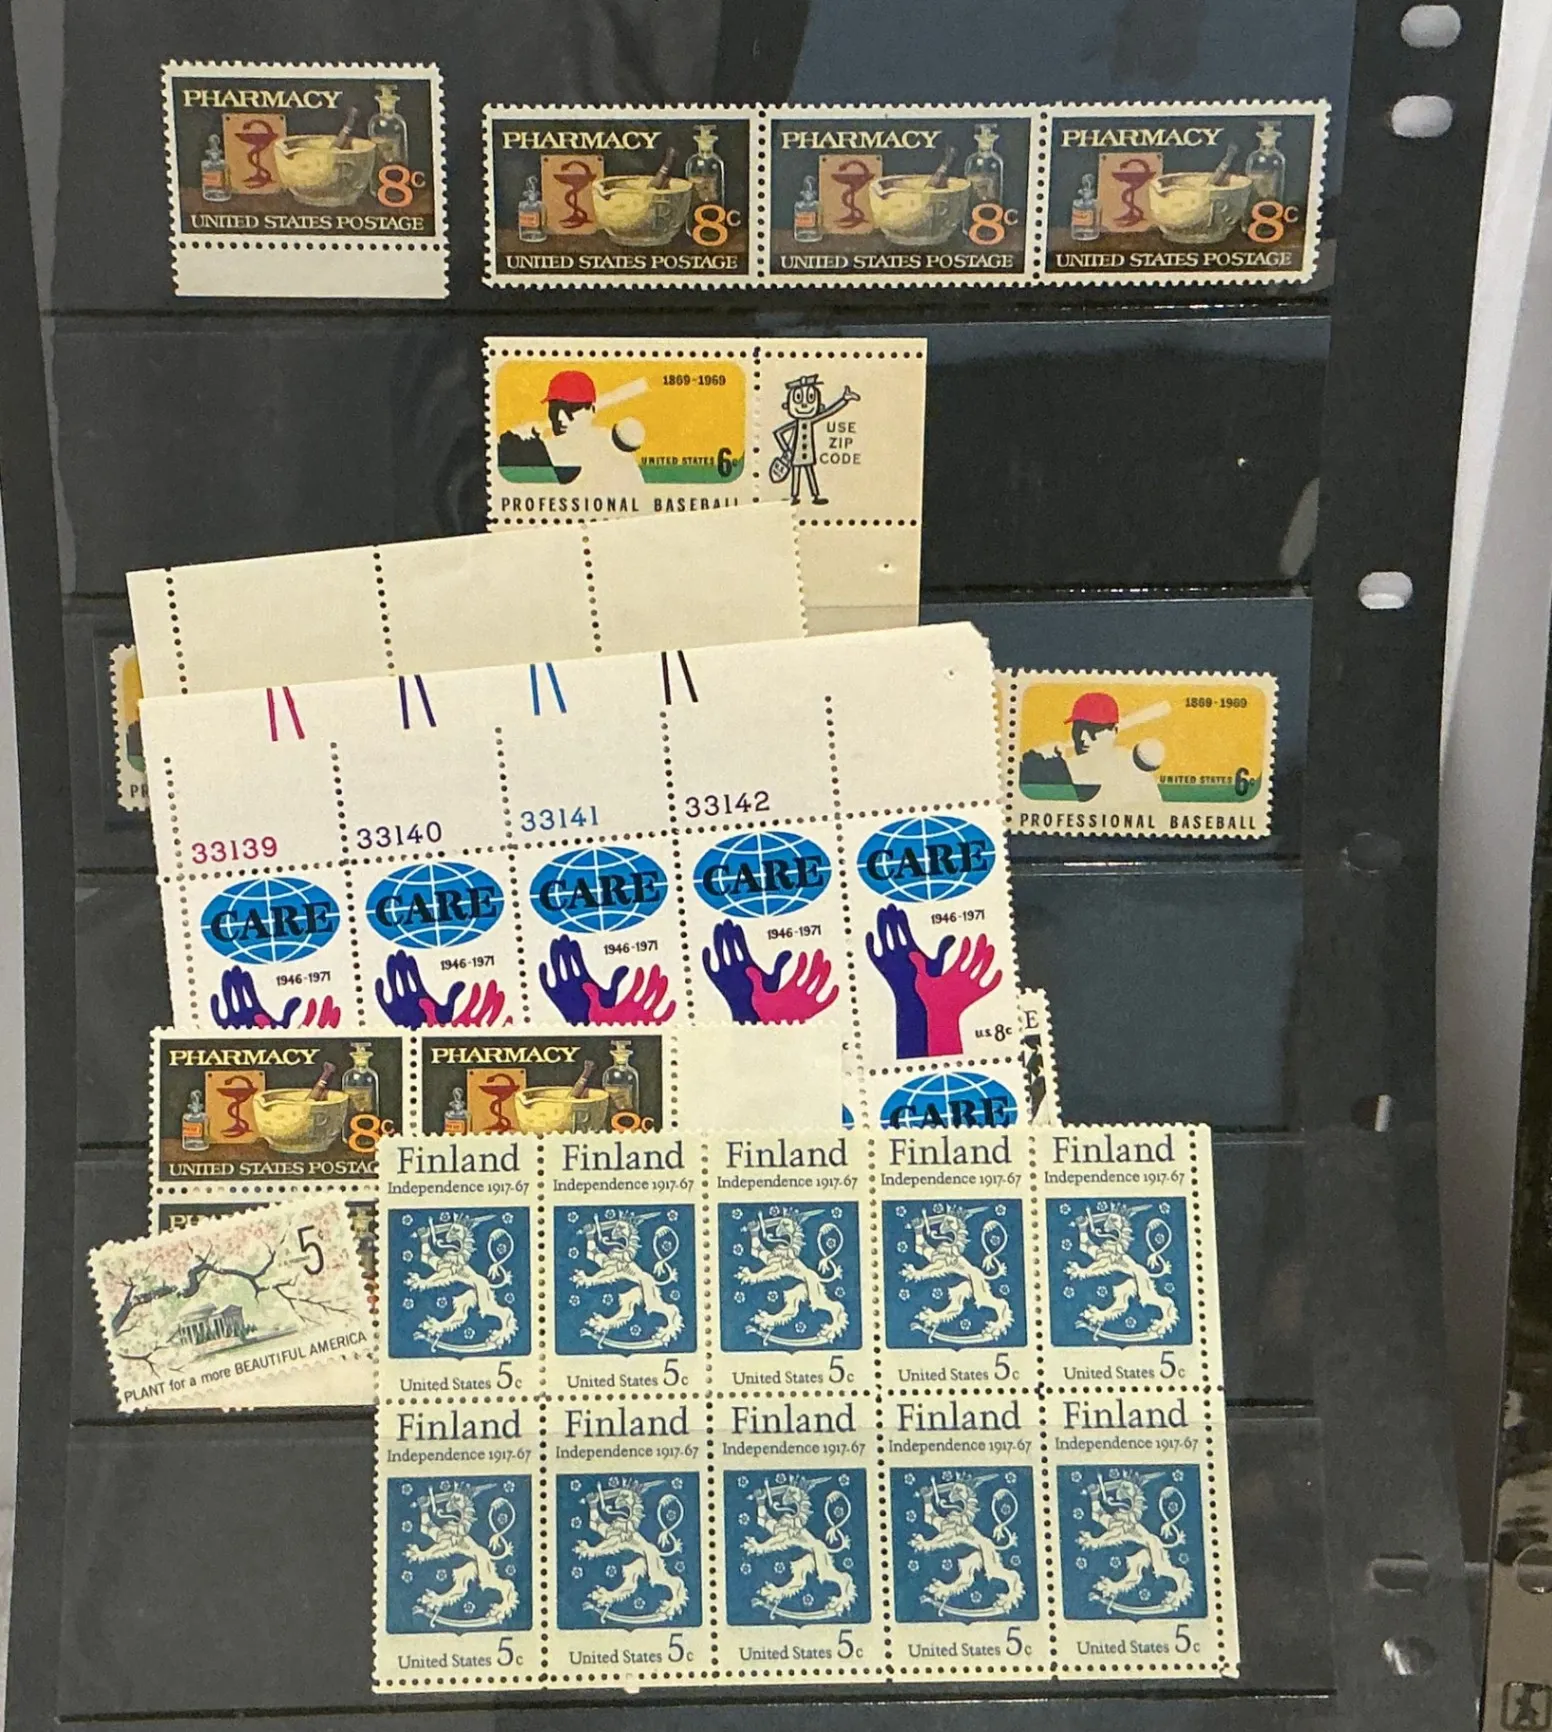 PHARMACY
8c
UNITED STATES POSTAGE
PHARMACY
8c
UNITED STATES POSTAGE
PHARMACY
8c
UNITED STATES POSTAGE
PHARMACY
8c
UNITED STATES POSTAGE
1869-1969
UNITED STATES 6c
PROFESSIONAL BASEBALL
USE
ZIP
CODE
PR
1869-1969
UNITED STATES 6c
PROFESSIONAL BASEBALL
33139
33140
33141
33142
CARE
1946-1971
CARE
1946-1971
CARE
1946-1971
CARE
1946-1971
CARE
1946-1971
U.S. 8c
c
E
CARE
PHARMACY
8c
UNITED STATES POSTAG
PHARMACY
8c
PH
5
PLANT for a more BEAUTIFUL AMERICA
Finland
Independence 1917-67
United States 5c
Finland
Independence 1917-67
United States 5c
Finland
Independence 1917-67
United States 5c
Finland
Independence 1917-67
United States 5c
Finland
Independence 1917-67
United States 5c
Finland
Independence 1917-67
United States 5c
Finland
Independence 1917-67
United States 5c
Finland
Independence 1917-67
United States 5c
Finland
Independence 1917-67
United States 5c
Finland
Independence 1917-67
United States 5c